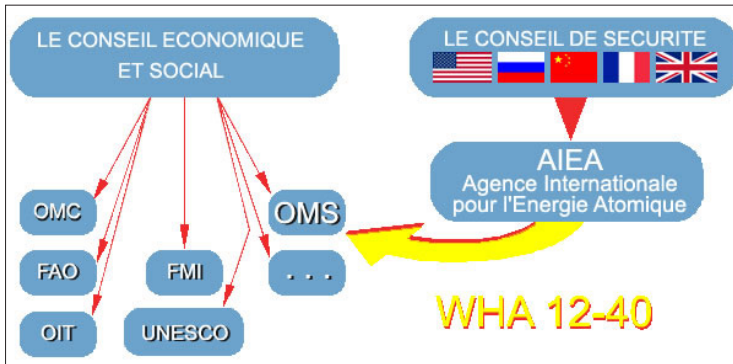 LE CONSEIL ECONOMIQUE
ET SOCIAL
LE CONSEIL DE SECURITE
AIEA
Agence Internationale
pour l'Energie Atomique
OMC
OMS
FAO
FMI
. . .
OIT
UNESCO
WHA 12-40